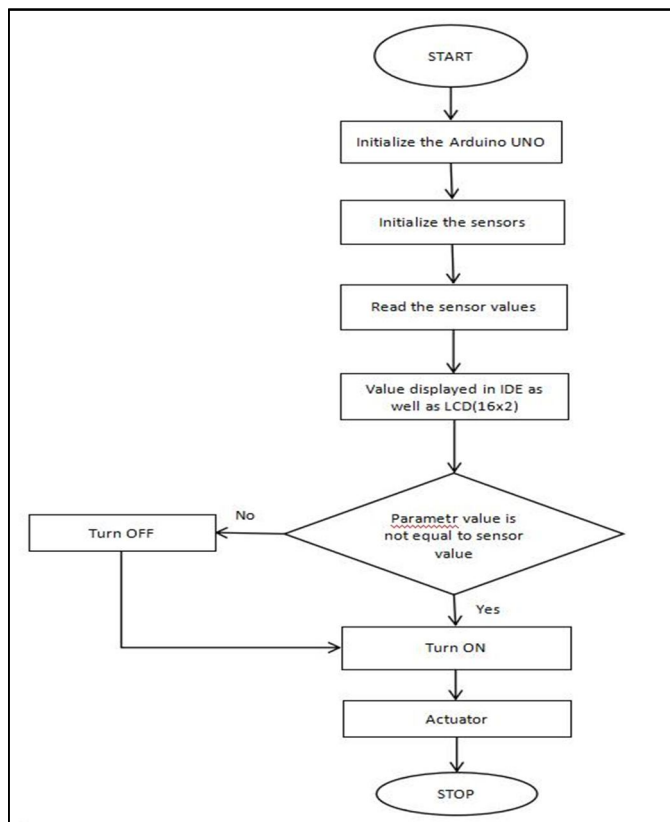 START
Initialize the Arduino UNO
Initialize the sensors
Read the sensor values
Value displayed in IDE as
well as LCD(16x2)
No
Turn OFF
Parametr value is
not equal to sensor
value
Yes
Turn ON
Actuator
STOP